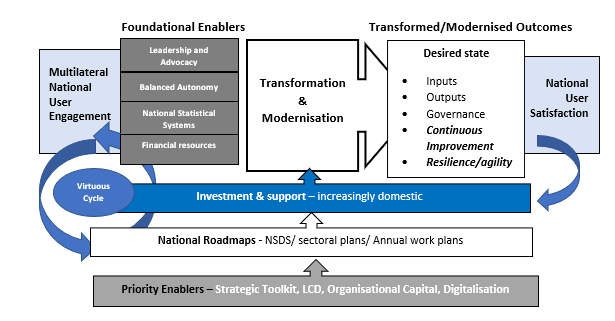 Foundational Enablers
Transformed/Modernised Outcomes
Multilateral
National
User
Engagement
Leadership and
Advocacy
Balanced Autonomy
National Statistical
Systems
Financial resources
Transformation
&
Modernisation
Desired state
• Inputs
• Outputs
• Governance
• Continuous
Improvement
• Resilience/agility
National
User
Satisfaction
Virtuous
Cycle
Investment & support – increasingly domestic
National Roadmaps - NSDS/ sectoral plans/ Annual work plans
Priority Enablers – Strategic Toolkit, LCD, Organisational Capital, Digitalisation